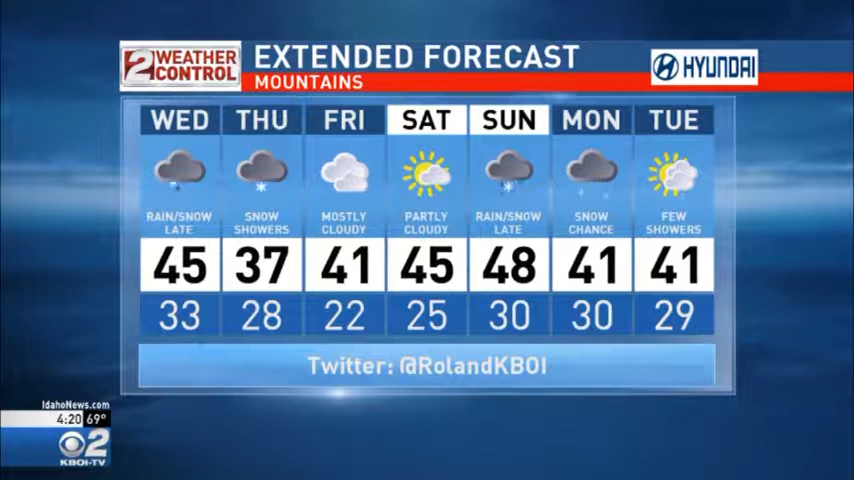 2 WEATHER CONTROL
EXTENDED FORECAST
HYUNDAI
MOUNTAINS
WED THU FRI SAT SUN MON TUE
RAIN/SNOW LATE
SNOW SHOWERS
MOSTLY CLOUDY
PARTLY CLOUDY
RAIN/SNOW LATE
SNOW CHANCE
FEW SHOWERS
45 37 41 45 48 41 41
33 28 22 25 30 30 29
Twitter: @RolandKBOI
IdahoNews.com
4:20 69°
2
KBOI-TV